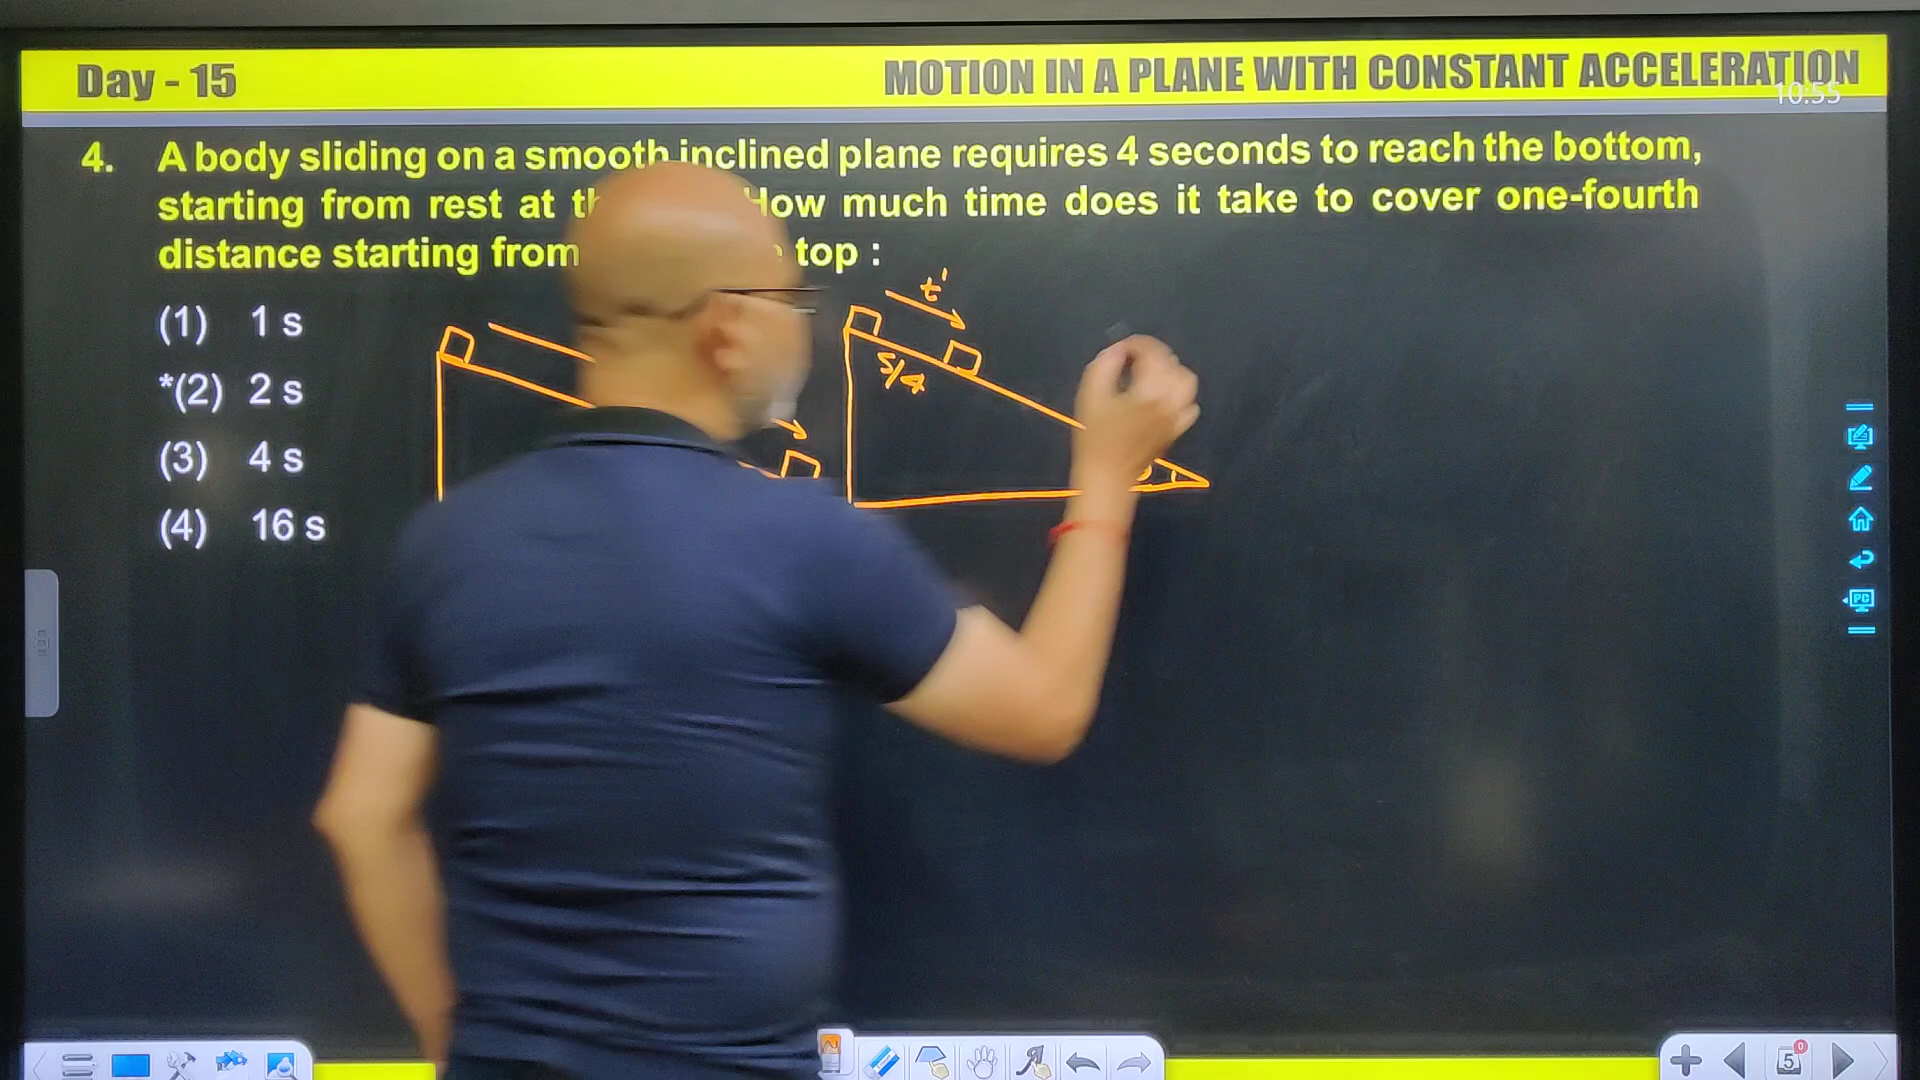 Day - 15
MOTION IN A PLANE WITH CONSTANT ACCELERATION
10:55
4. A body sliding on a smooth inclined plane requires 4 seconds to reach the bottom,
starting from rest at How much time does it take to cover one-fourth
distance starting from top :
(1) 1 s
*(2) 2 s
(3) 4 s
(4) 16 s
t'
S/4
PC
5
0